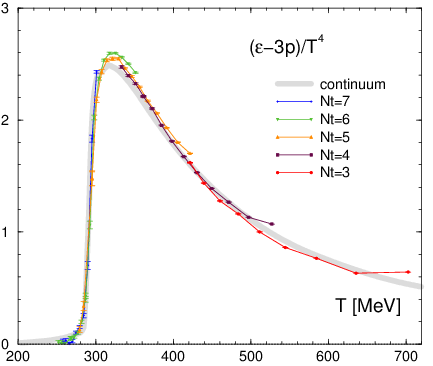 3
(ε−3p)/T⁴
continuum
Nt=7
Nt=6
2
Nt=5
Nt=4
Nt=3
1
T [MeV]
0
200 300 400 500 600 700